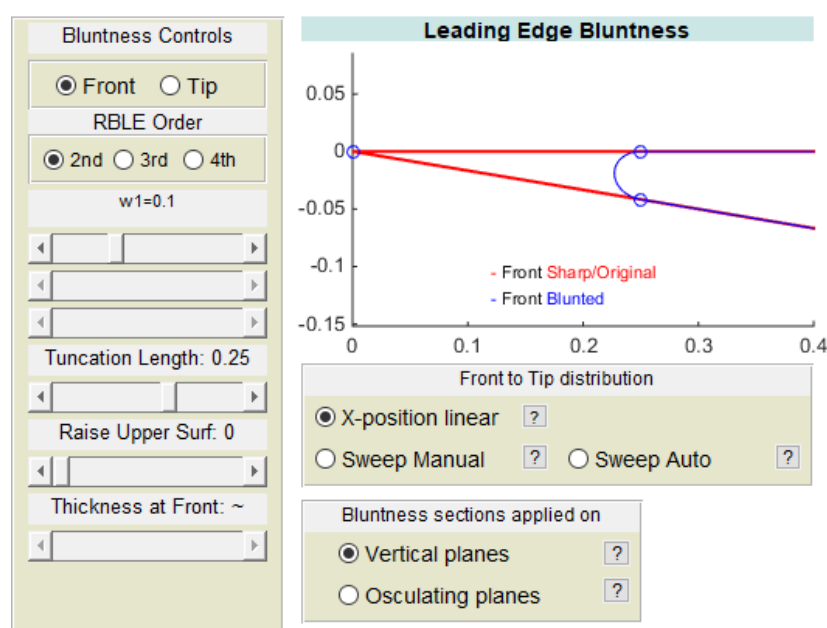 Bluntness Controls
Front Tip
RBLE Order
2nd 3rd 4th
w1=0.1
Tuncation Length: 0.25
Raise Upper Surf: 0
Thickness at Front: ~
Leading Edge Bluntness
0.05
0
-0.05
-0.1
-0.15
0 0.1 0.2 0.3 0.4
- Front Sharp/Original
- Front Blunted
Front to Tip distribution
X-position linear ?
Sweep Manual ? Sweep Auto ?
Bluntness sections applied on
Vertical planes ?
Osculating planes ?